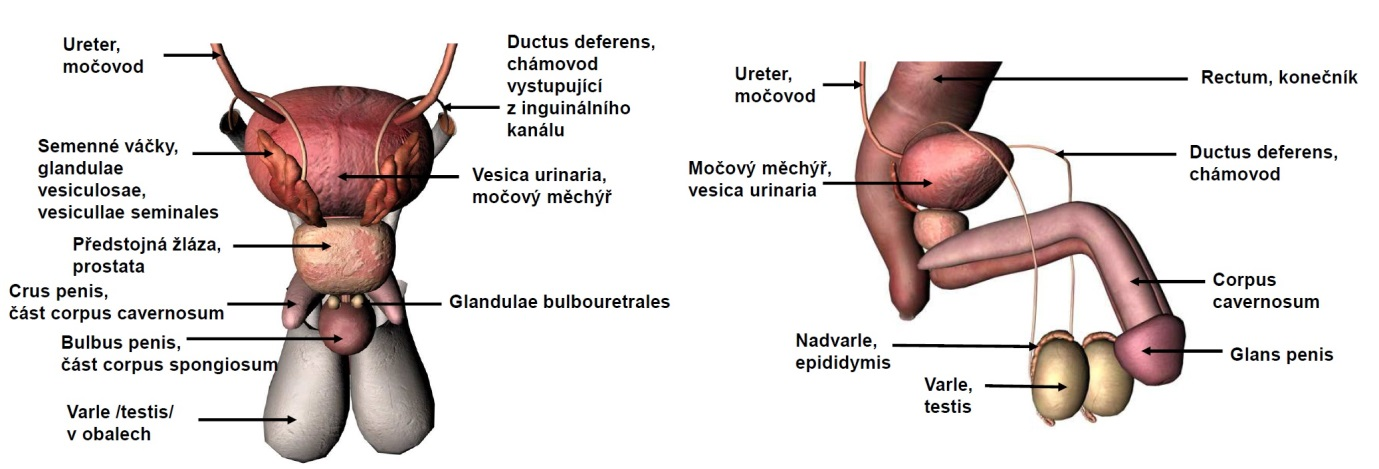 Ureter,
močovod
Ductus deferens,
chámovod
vystupující
z inguinálního
kanálu
Semenné váčky,
glandulae
vesiculosae,
vesicullae seminales
Vesica urinaria,
močový měchýř
Předstojná žláza,
prostata
Crus penis,
část corpus cavernosum
Glandulae bulbouretrales
Bulbus penis,
část corpus spongiosum
Varle /testis/
v obalech
Ureter,
močovod
Rectum, konečník
Močový měchýř,
vesica urinaria
Ductus deferens,
chámovod
Corpus
cavernosum
Nadvarle,
epididymis
Glans penis
Varle,
testis